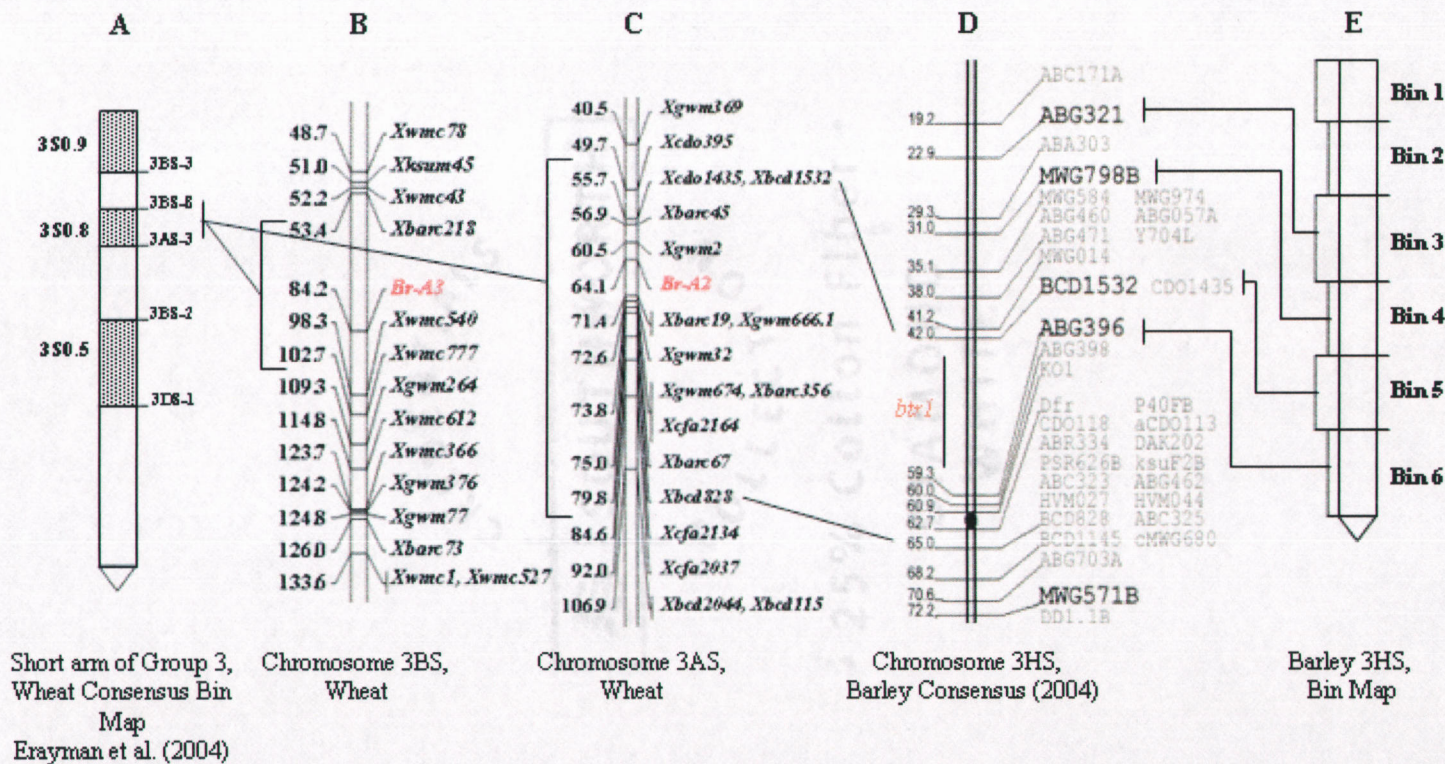 A
B
C
D
E
3S0.9
3S0.8
3S0.5
3BS-3
3BS-8
3AS-3
3BS-2
3DS-1
Short arm of Group 3,
Wheat Consensus Bin
Map
Erayman et al. (2004)
48.7 Xwmc78
51.0 Xksum45
52.2 Xwmc43
53.4 Xbarc218
84.2 Br-A3
98.3 Xwmc540
102.7 Xwmc777
109.3 Xgwm264
114.8 Xwmc612
123.7 Xwmc366
124.2 Xgwm376
124.8 Xgwm77
126.0 Xbarc73
133.6 Xwmc1, Xwmc527
Chromosome 3BS,
Wheat
40.5 Xgwm369
49.7 Xcdo395
55.7 Xcdo1435, Xbcd1532
56.9 Xbarc45
60.5 Xgwm2
64.1 Br-A2
71.4 Xbarc19, Xgwm666.1
72.6 Xgwm32
73.8 Xgwm674, Xbarc356
Xcfa2164
75.0 Xbarc67
79.8 Xbcd828
84.6 Xcfa2134
92.0 Xcfa2037
106.9 Xbcd2044, Xbcd115
Chromosome 3AS,
Wheat
19.2
22.9
29.3
31.0
35.1
38.0
41.2
42.0
btr1
59.3
60.0
60.9
62.7
65.0
68.2
70.6
72.2
ABC171A
ABG321
ABA303
MWG798B
MWG584 MWG974
ABG460 ABG057A
ABG471 Y704L
MWG014
BCD1532 CDO1435
ABG396
ABG398
KO1
Dfr P40FB
CDO118 aCDO113
ABR334 DAK202
PSR626B ksuF2B
ABC323 ABG462
HVM027 HVM044
BCD828 ABC325
BCD1145 cMWG680
ABG703A
MWG571B
DD1.1B
Chromosome 3HS,
Barley Consensus (2004)
Bin 1
Bin 2
Bin 3
Bin 4
Bin 5
Bin 6
Barley 3HS,
Bin Map